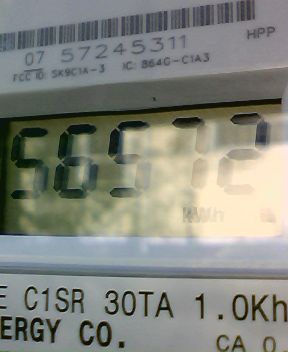 HPP
07 57245311
FCC ID: SK9C1A-3 IC: 864G-C1A3
56572
kWh
E C1SR 30TA 1.0Kh
ERGY CO. CA 0.